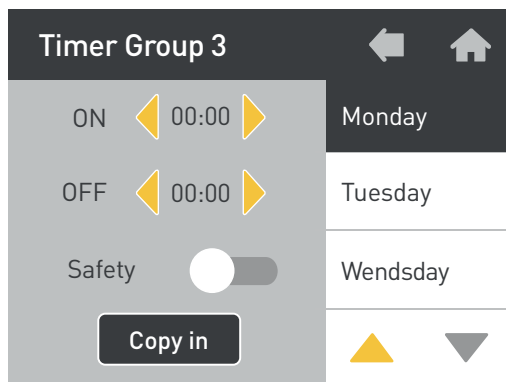 Timer Group 3
ON 00:00
OFF 00:00
Safety
Copy in
Monday
Tuesday
Wendsday